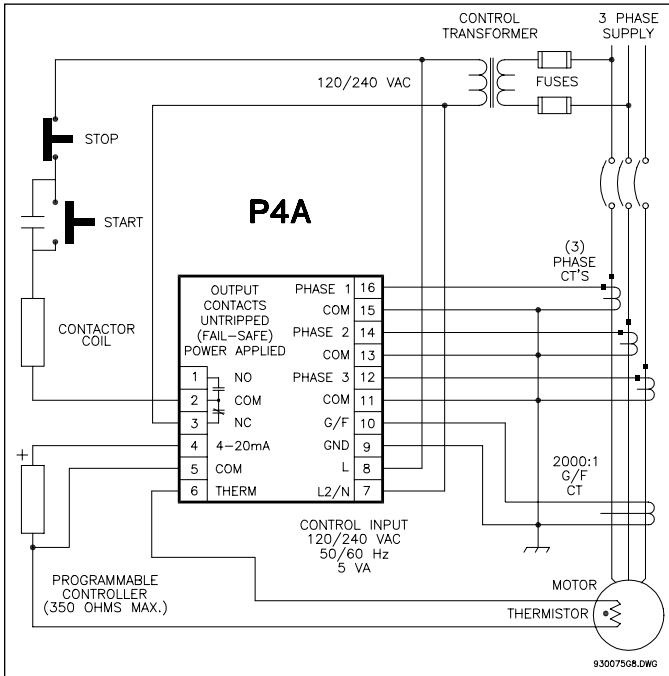 CONTROL
TRANSFORMER
3 PHASE
SUPPLY
120/240 VAC
FUSES
STOP
START
P4A
(3)
PHASE
CT'S
CONTACTOR
COIL
OUTPUT
CONTACTS
UNTRIPPED
(FAIL-SAFE)
POWER APPLIED
1 NO
2 COM
3 NC
4 4-20mA
5 COM
6 THERM
PHASE 1 16
COM 15
PHASE 2 14
COM 13
PHASE 3 12
COM 11
G/F 10
GND 9
L 8
L2/N 7
+
2000:1
G/F
CT
CONTROL INPUT
120/240 VAC
50/60 Hz
5 VA
PROGRAMMABLE
CONTROLLER
(350 OHMS MAX.)
MOTOR
THERMISTOR
930075G8.DWG